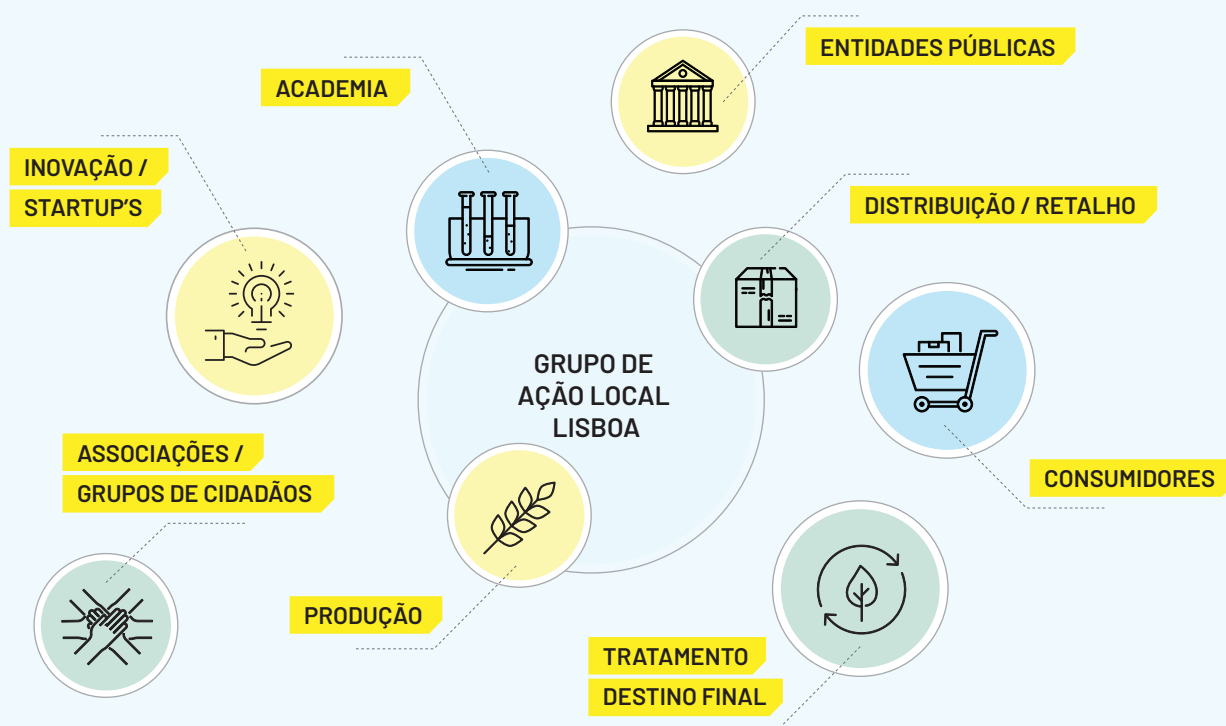 ENTIDADES PÚBLICAS
ACADEMIA
INOVAÇÃO /
STARTUP'S
DISTRIBUIÇÃO / RETALHO
GRUPO DE
AÇÃO LOCAL
LISBOA
ASSOCIAÇÕES /
GRUPOS DE CIDADÃOS
CONSUMIDORES
PRODUÇÃO
TRATAMENTO
DESTINO FINAL